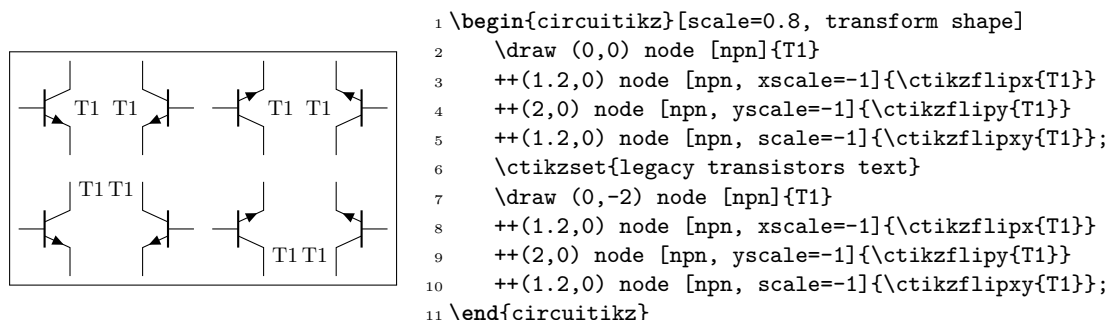 T1 T1 T1 T1
T1 T1
T1 T1
1 \begin{circuitikz}[scale=0.8, transform shape]
2 \draw (0,0) node [npn]{T1}
3 ++(1.2,0) node [npn, xscale=-1]{\ctikzflipx{T1}}
4 ++(2,0) node [npn, yscale=-1]{\ctikzflipy{T1}}
5 ++(1.2,0) node [npn, scale=-1]{\ctikzflipxy{T1}};
6 \ctikzset{legacy transistors text}
7 \draw (0,-2) node [npn]{T1}
8 ++(1.2,0) node [npn, xscale=-1]{\ctikzflipx{T1}}
9 ++(2,0) node [npn, yscale=-1]{\ctikzflipy{T1}}
10 ++(1.2,0) node [npn, scale=-1]{\ctikzflipxy{T1}};
11 \end{circuitikz}